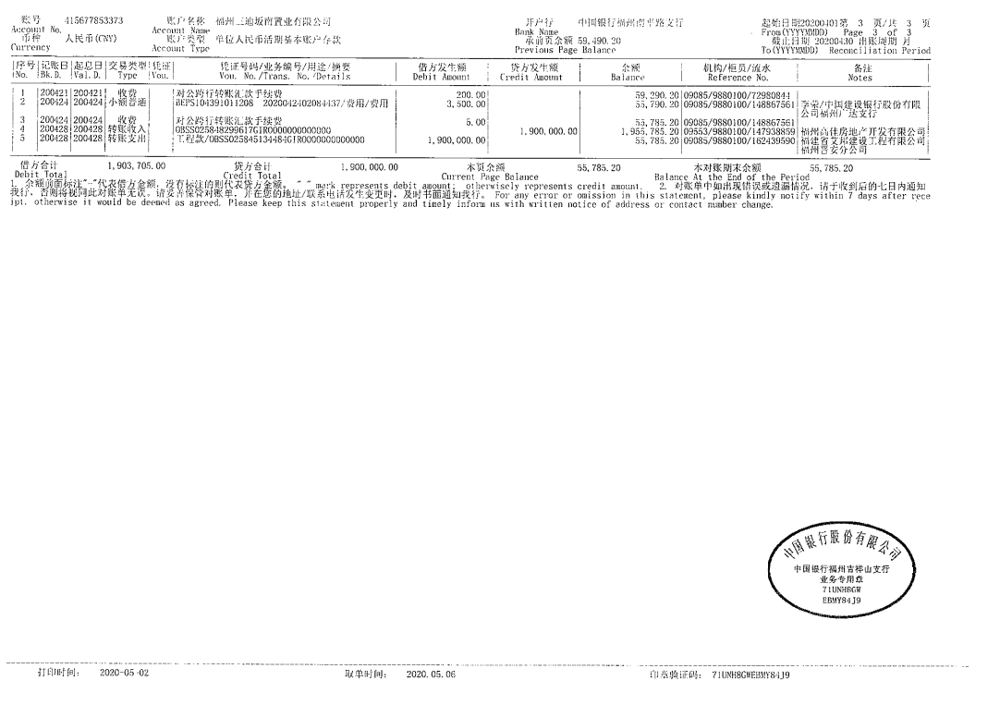 账号 415677853373 账户名称 福州三迪坂南置业有限公司 开户行 中国银行福州南平路支行 起始日期20200401第 3 页/共 3 页
Account No. Account Name Bank Name From(YYYYMMDD) Page 3 of 3
币种 人民币(CNY) 账户类型 单位人民币活期基本账户存款 承前页余额 59,490.20 截止日期 20200430 出账周期 月
Currency Account Type Previous Page Balance To(YYYYMMDD) Reconciliation Period
序号 记账日 起息日 交易类型 凭证 凭证号码/业务编号/用途/摘要 借方发生额 贷方发生额 余额 机构/柜员/流水 备注
No. Bk.D. Val.D. Type Vou. Vou. No./Trans. No./Details Debit Amount Credit Amount Balance Reference No. Notes
1 200421 200421 收费 对公跨行转账汇款手续费 200.00 59,290.20 09085/9880100/72980844
2 200424 200424 小额普通 BEPS104391011208 2020042402084437/费用/费用 3,500.00 55,790.20 09085/9880100/148867561 李荣/中国建设银行股份有限
公司福州广达支行
3 200424 200424 收费 对公跨行转账汇款手续费 5.00 55,785.20 09085/9880100/148867561
4 200428 200428 转账收入 OBSS025848299617GIRO000000000000 1,900,000.00 1,955,785.20 09553/9880100/147938859 福州高佳房地产开发有限公司
5 200428 200428 转账支出 工程款/OBSS025845134484GIRO000000000000 1,900,000.00 55,785.20 09085/9880100/162439590 福建省艾邦建设工程有限公司
福州晋安分公司
借方合计 1,903,705.00 贷方合计 1,900,000.00 本页余额 55,785.20 本对账期末余额 55,785.20
Debit Total Credit Total Current Page Balance Balance At the End of the Period
1. 余额前面标注"-"代表借方金额，没有标注的则代表贷方金额。 "-" mark represents debit amount; otherwisely represents credit amount. 2. 对账单中如出现错误或遗漏情况，请于收到后的七日内通知
我行，否则将视同此对账单无误。请妥善保管对账单，并在您的地址/联系电话发生变更时，及时书面通知我行。 For any error or omission in this statement, please kindly notify within 7 days after rece
ipt, otherwise it would be deemed as agreed. Please keep this statement properly and timely inform us with written notice of address or contact number change.
中国银行股份有限公司
中国银行福州吉祥山支行
业务专用章
71UNH8GW
EBMY84J9
打印时间： 2020-05-02 取单时间： 2020.05.06 印章验证码： 71UNH8GWEBMY84J9